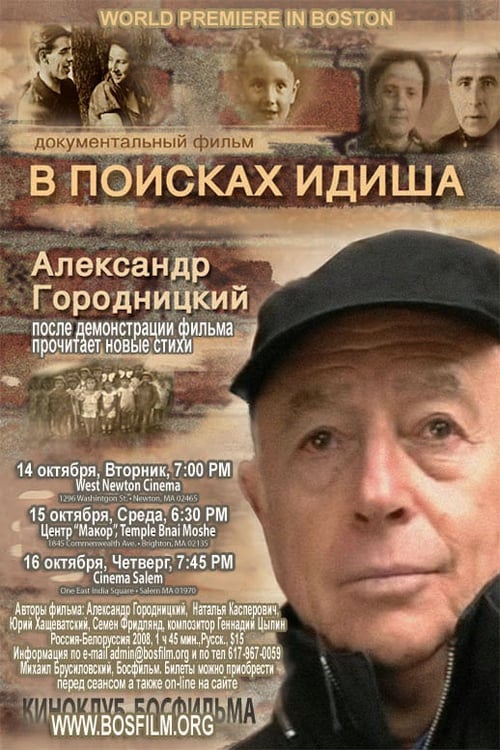 WORLD PREMIERE IN BOSTON
документальный фильм
В ПОИСКАХ ИДИША
Александр
Городницкий
после демонстрации фильма
прочитает новые стихи
14 октября, Вторник, 7:00 PM
West Newton Cinema
1296 Washintgon St. • Newton, MA 02465
15 октября, Среда, 6:30 PM
Центр "Макор", Temple Bnai Moshe
1845 Commonwealth Ave. • Brighton, MA 02135
16 октября, Четверг, 7:45 PM
Cinema Salem
One East India Square • Salem MA 01970
Авторы фильма: Александр Городницкий, Наталья Касперович,
Юрий Хащеватский, Семен Фридлянд, композитор Геннадий Цыпин
Россия-Белоруссия 2008, 1 ч 45 мин.,Русск., $15
Информация по e-mail admin@bosfilm.org и по тел 617-967-0059
Михаил Брусиловский, Босфильм. Билеты можно приобрести
перед сеансом а также on-line на сайте
КИНОКЛУБ БОСФИЛЬМА
WWW.BOSFILM.ORG